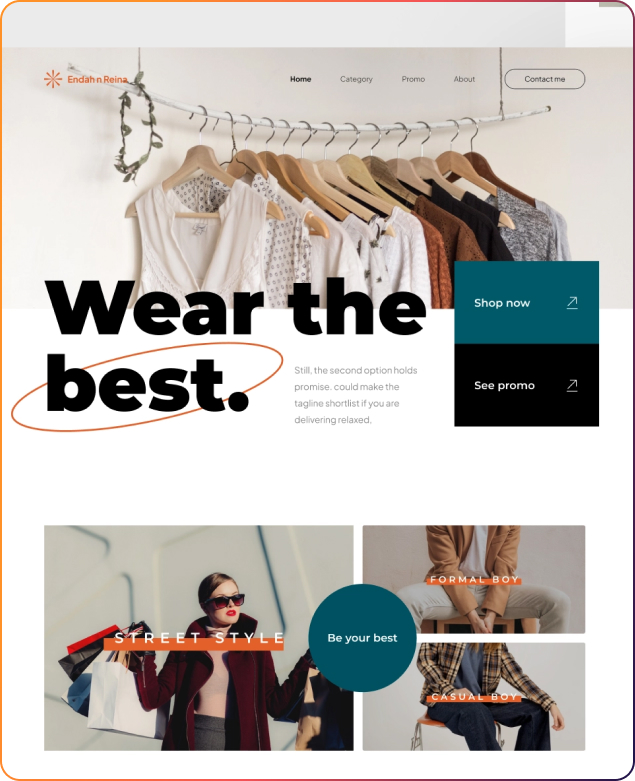 Endah n Reina
Home
Category
Promo
About
Contact me
Wear the
best.
Still, the second option holds
promise. could make the
tagline shortlist if you are
delivering relaxed.
Shop now
See promo
STREET STYLE
Be your best
FORMAL BOY
CASUAL BOY